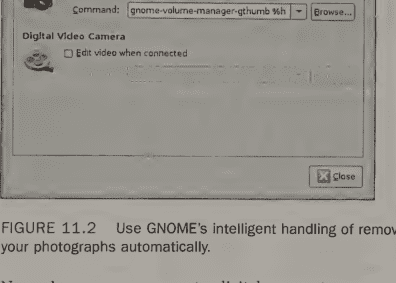 Command: gnome-volume-manager-gthumb %h Browse...
Digital Video Camera
Edit video when connected
Close
FIGURE 11.2 Use GNOME's intelligent handling of
your photographs automatically.